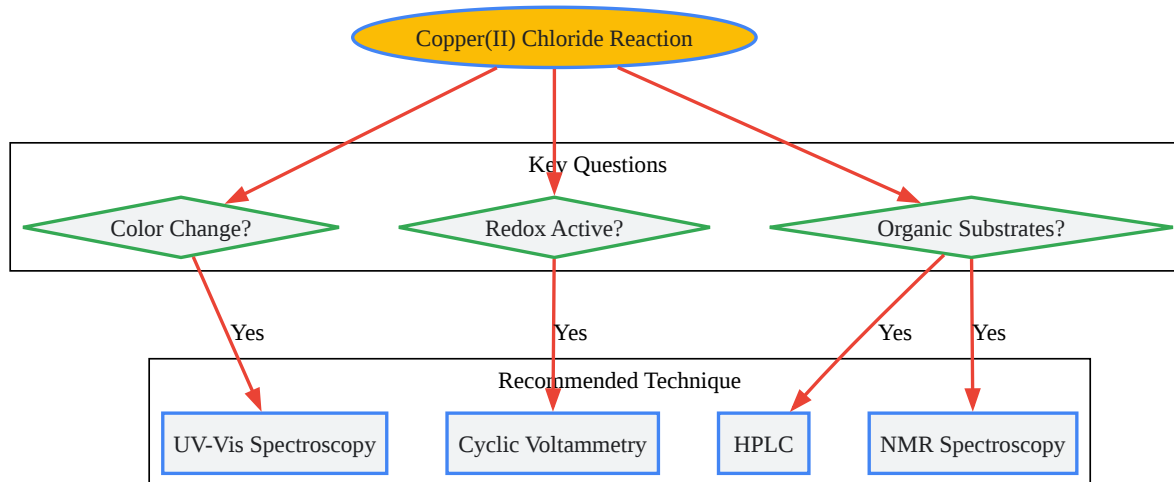 Copper(II) Chloride Reaction
Key Questions
Color Change?
Redox Active?
Organic Substrates?
Yes
Yes
Yes
Yes
Recommended Technique
UV-Vis Spectroscopy
Cyclic Voltammetry
HPLC
NMR Spectroscopy